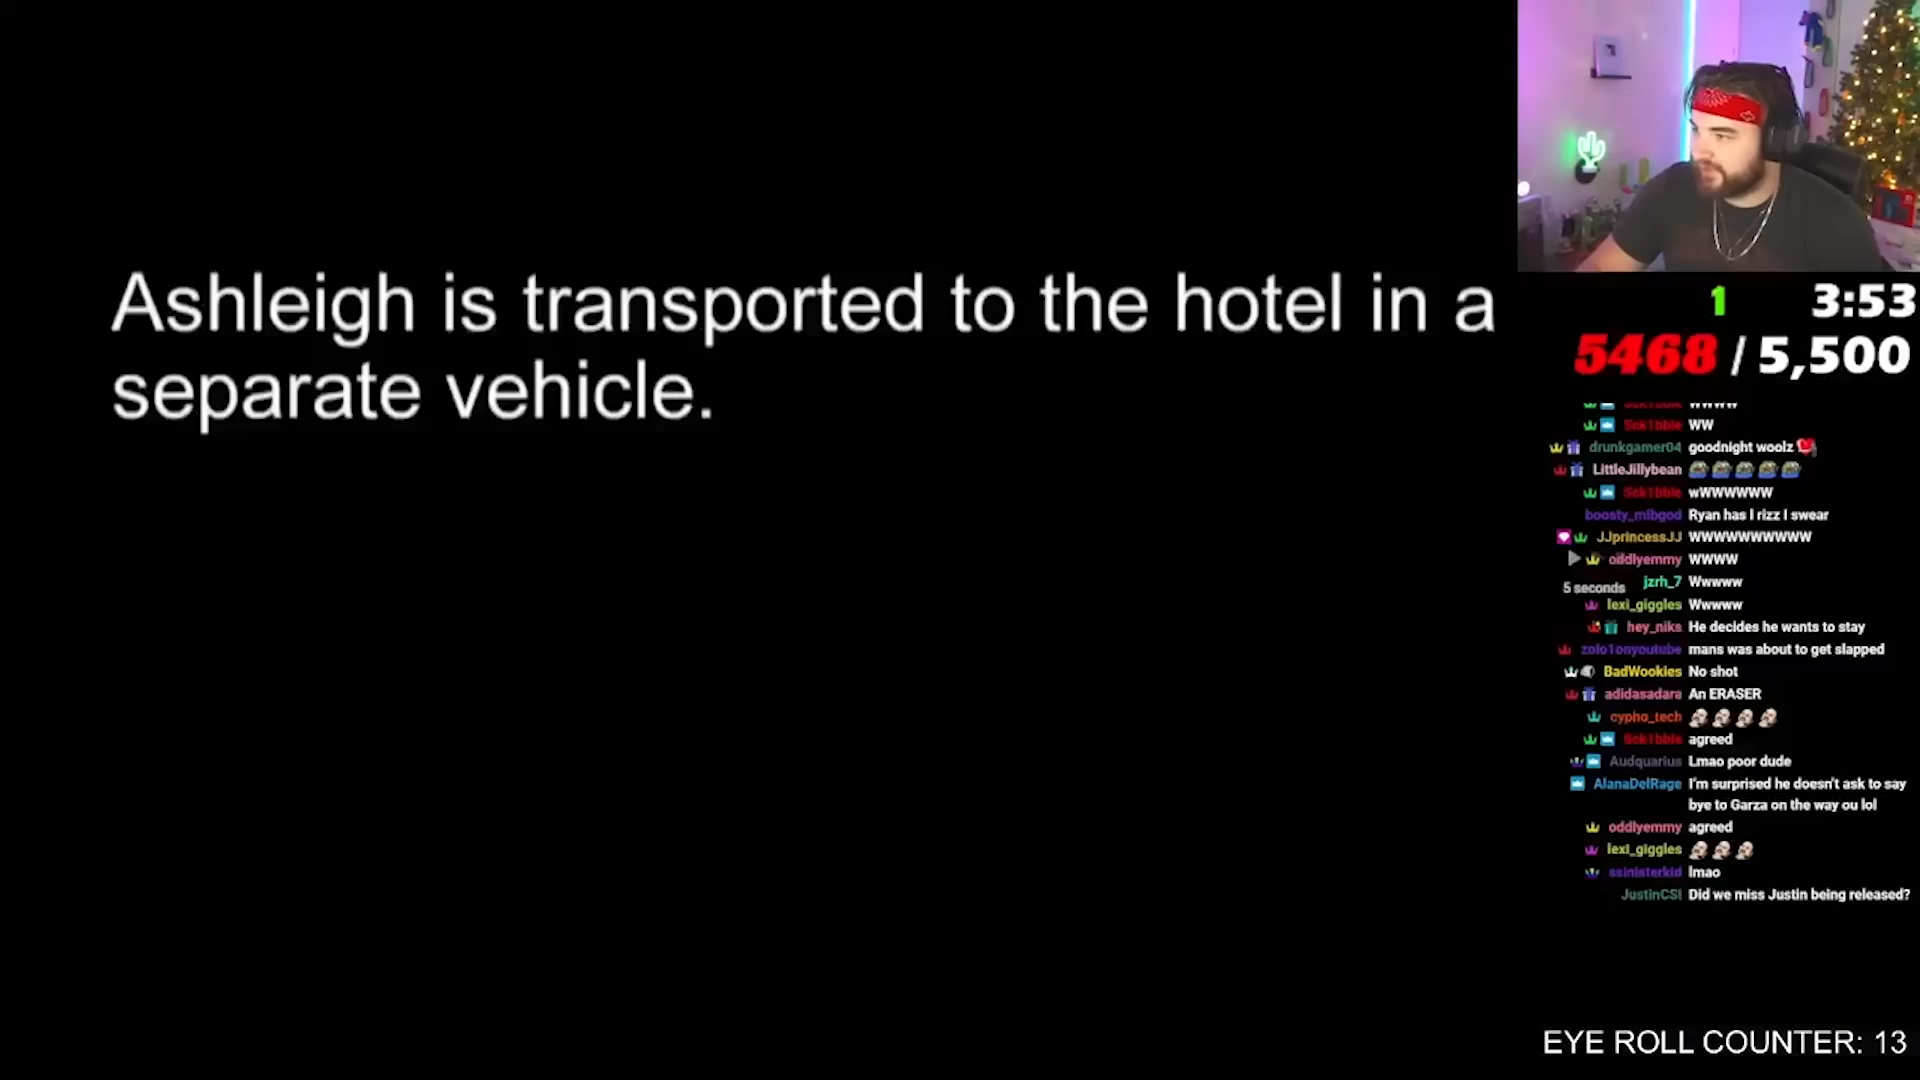 Ashleigh is transported to the hotel in a
separate vehicle.
1 3:53
5468 / 5,500
Sck1bble WW
drunkgamer04 goodnight woolz
LittleJillybean
Sck1bble wWWWWWW
boosty_mlbgod Ryan has l rizz I swear
JJprincessJJ WWWWWWWWWW
oddlyemmy WWWW
5 seconds
jzrh_7 Wwwww
lexi_giggles Wwwww
hey_niks He decides he wants to stay
zolo1onyoutube mans was about to get slapped
BadWookies No shot
adidasadara An ERASER
cypho_tech
Sck1bble agreed
Audquarius Lmao poor dude
AlanaDelRage I'm surprised he doesn't ask to say
bye to Garza on the way ou lol
oddlyemmy agreed
lexi_giggles
ssinisterkid lmao
JustinCSI Did we miss Justin being released?
EYE ROLL COUNTER: 13